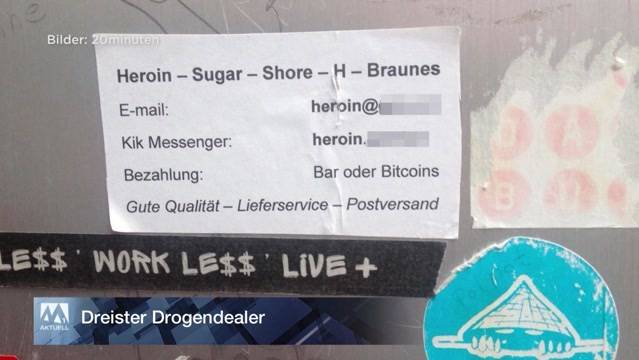 Bilder: 20minuten
Heroin – Sugar – Shore – H – Braunes
E-mail: heroin@
Kik Messenger: heroin.
Bezahlung: Bar oder Bitcoins
Gute Qualität – Lieferservice – Postversand
LE$$' WORK LE$$' LiVE +
AKTUELL
Dreister Drogendealer